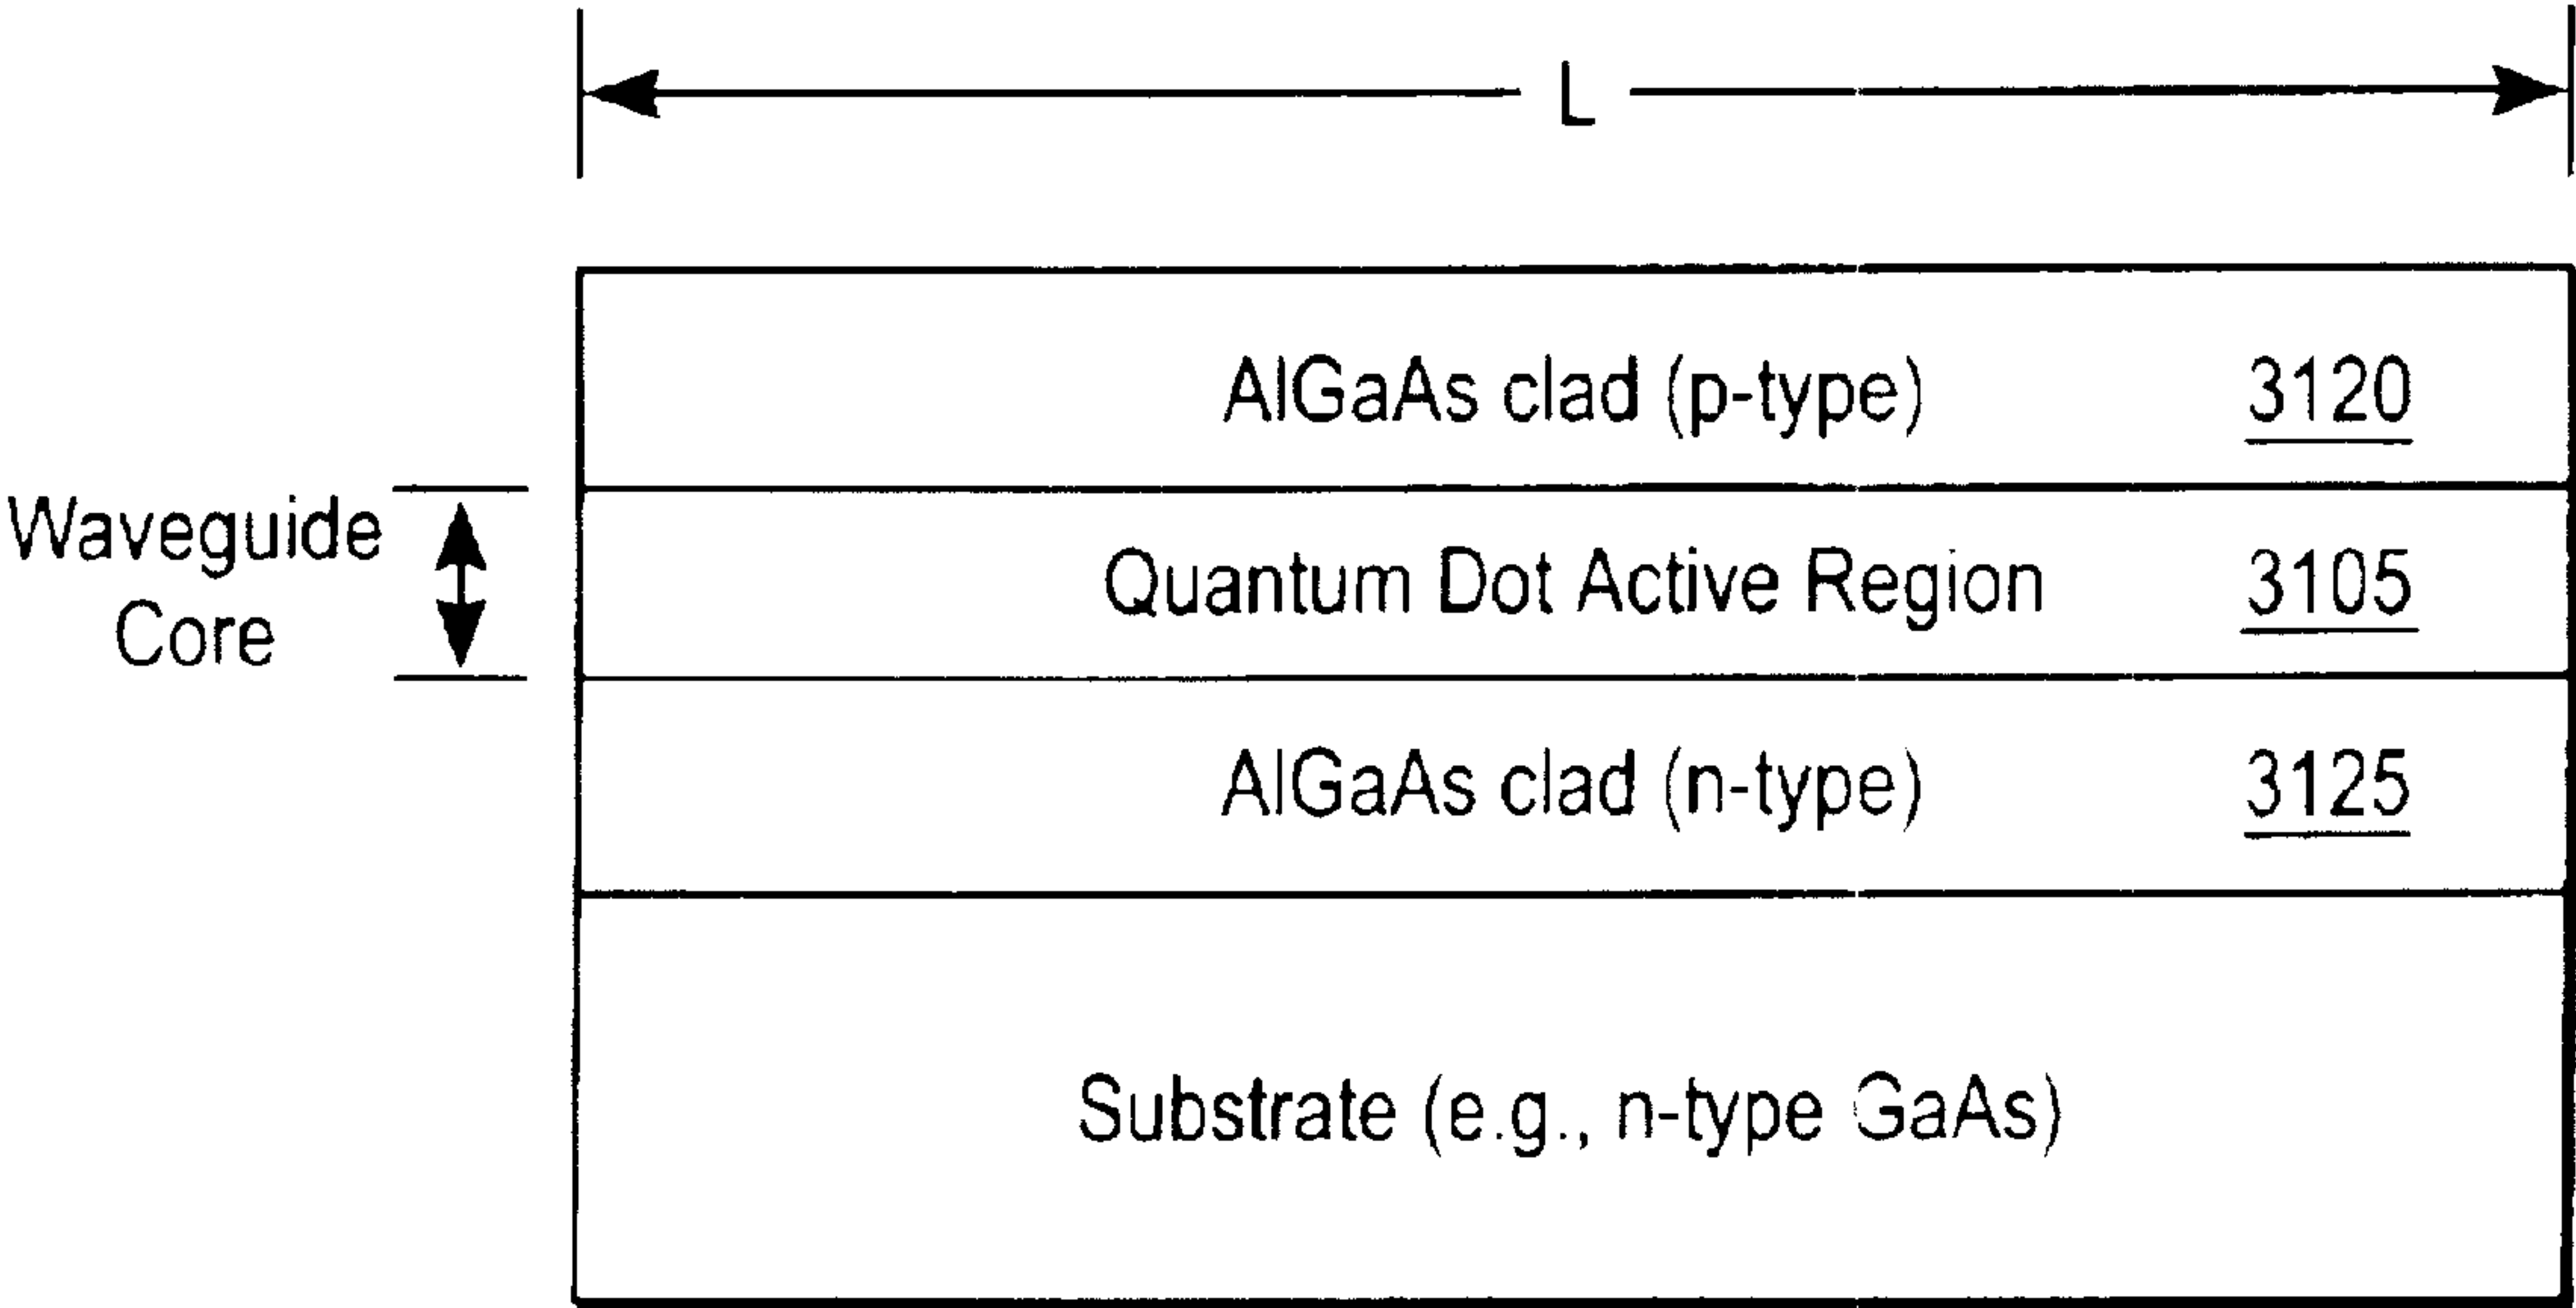 L
AlGaAs clad (p-type) 3120
Waveguide
Core
Quantum Dot Active Region 3105
AlGaAs clad (n-type) 3125
Substrate (e.g., n-type GaAs)